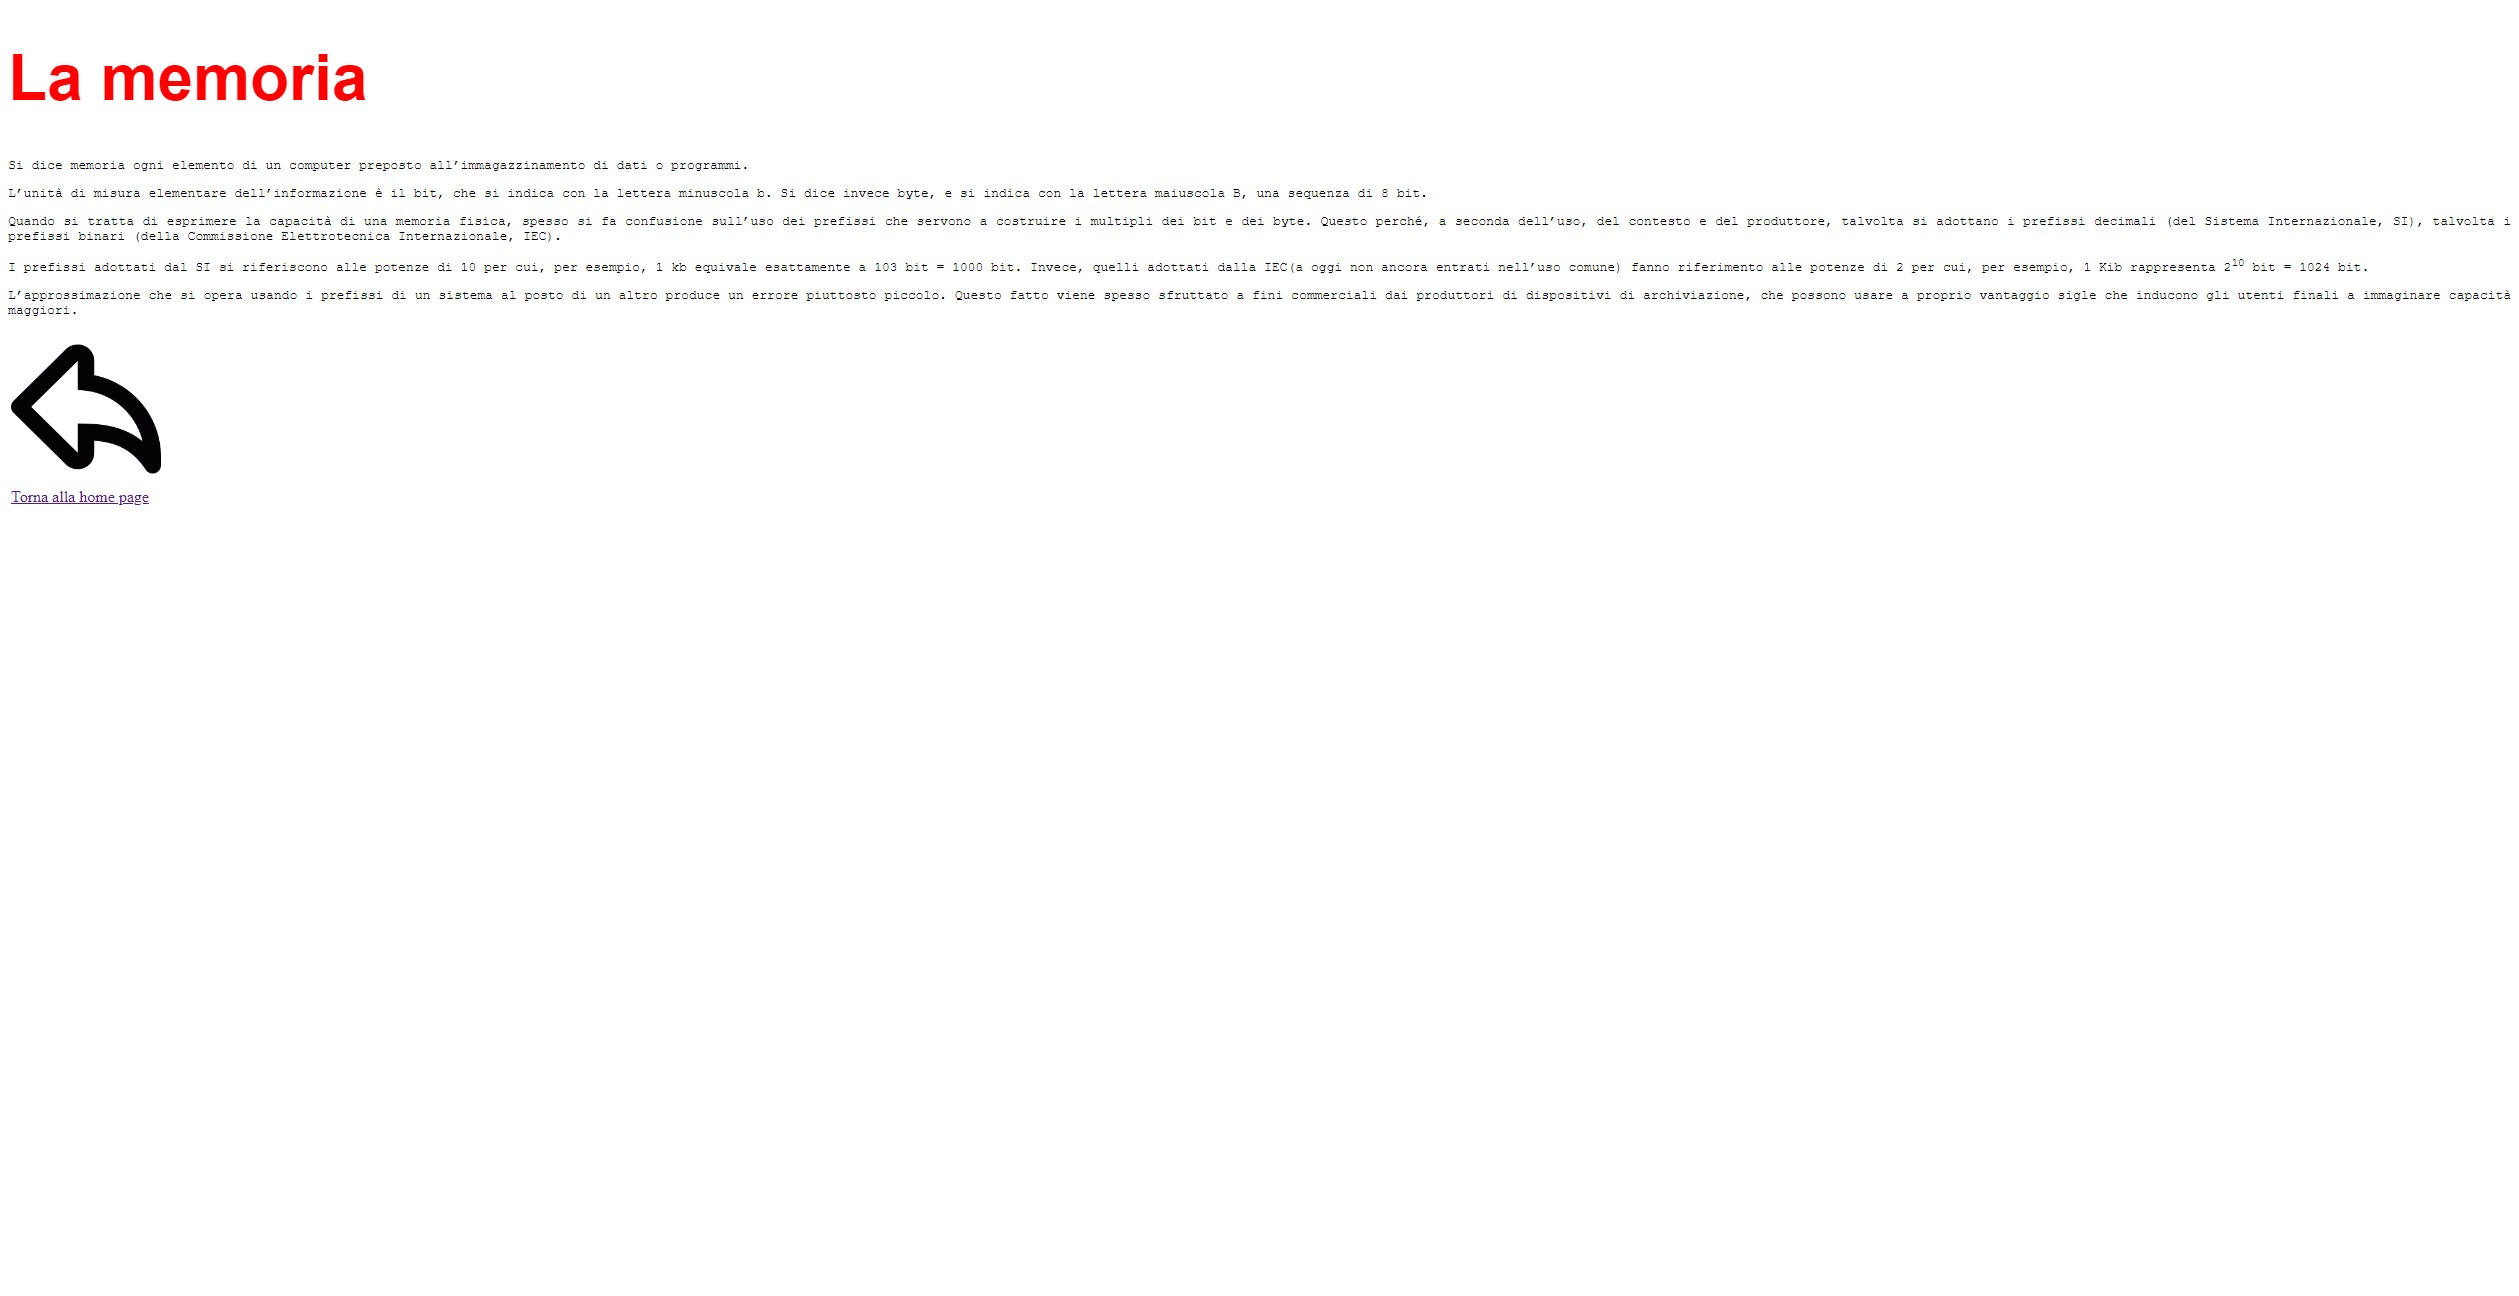 La memoria
Si dice memoria ogni elemento di un computer preposto all’immagazzinamento di dati o programmi.
L’unità di misura elementare dell’informazione è il bit, che si indica con la lettera minuscola b. Si dice invece byte, e si indica con la lettera maiuscola B, una sequenza di 8 bit.
Quando si tratta di esprimere la capacità di una memoria fisica, spesso si fa confusione sull’uso dei prefissi che servono a costruire i multipli dei bit e dei byte. Questo perché, a seconda dell’uso, del contesto e del produttore, talvolta si adottano i prefissi decimali (del Sistema Internazionale, SI), talvolta i
prefissi binari (della Commissione Elettrotecnica Internazionale, IEC).
I prefissi adottati dal SI si riferiscono alle potenze di 10 per cui, per esempio, 1 kb equivale esattamente a 103 bit = 1000 bit. Invece, quelli adottati dalla IEC(a oggi non ancora entrati nell’uso comune) fanno riferimento alle potenze di 2 per cui, per esempio, 1 Kib rappresenta 2¹⁰ bit = 1024 bit.
L’approssimazione che si opera usando i prefissi di un sistema al posto di un altro produce un errore piuttosto piccolo. Questo fatto viene spesso sfruttato a fini commerciali dai produttori di dispositivi di archiviazione, che possono usare a proprio vantaggio sigle che inducono gli utenti finali a immaginare capacità
maggiori.
Torna alla home page